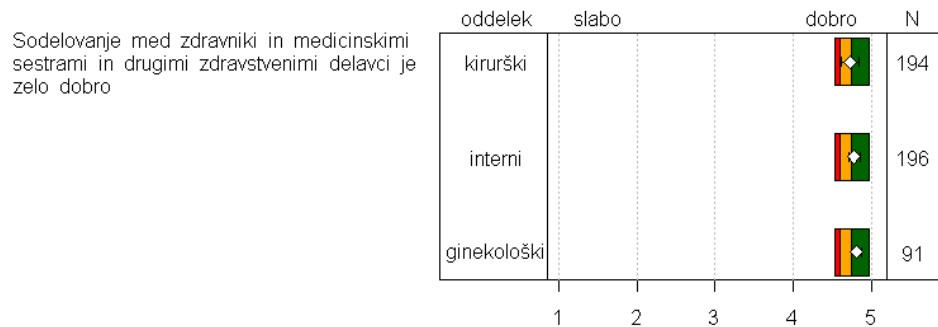 oddelek slabo dobro N
Sodelovanje med zdravniki in medicinskimi
sestrami in drugimi zdravstvenimi delavci je
zelo dobro
kirurški 194
interni 196
ginekološki 91
1 2 3 4 5